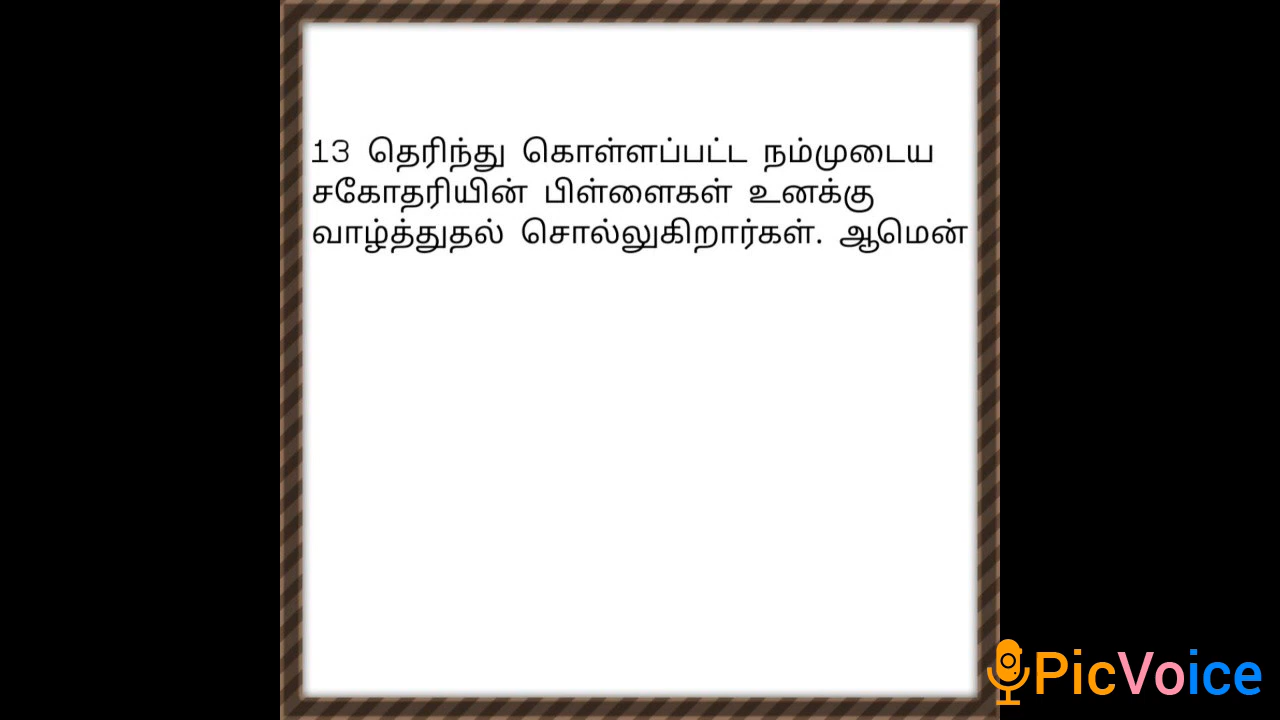 13 தெரிந்து கொள்ளப்பட்ட நம்முடைய
சகோதரியின் பிள்ளைகள் உனக்கு
வாழ்த்துதல் சொல்லுகிறார்கள். ஆமென்
PicVoice